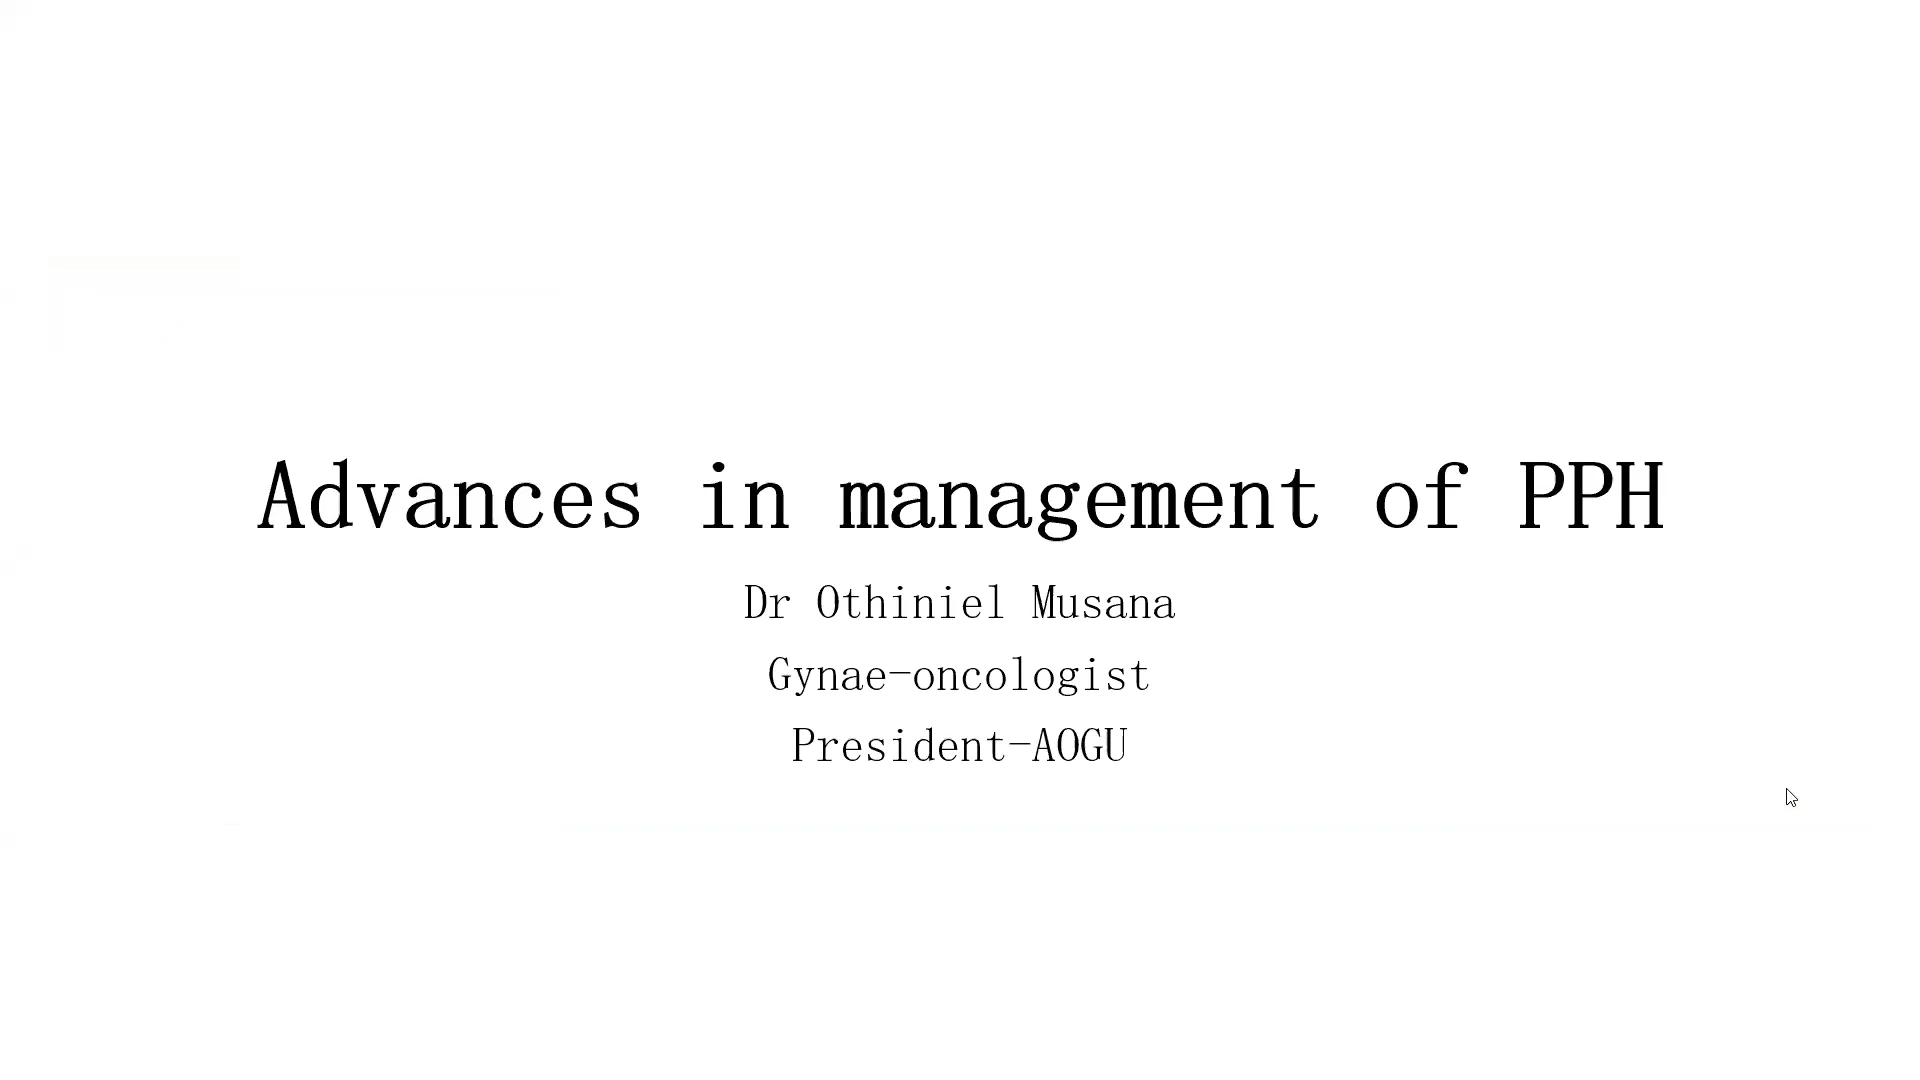 Advances in management of PPH
Dr Othiniel Musana
Gynae-oncologist
President-AOGU